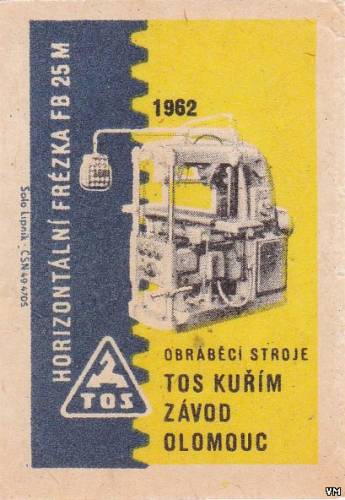 HORIZONTÁLNÍ FRÉZKA FB 25 M
1962
Solo Lipník · ČSN 49 4705
TOS
OBRÁBĚCÍ STROJE
TOS KUŘÍM
ZÁVOD
OLOMOUC
VM